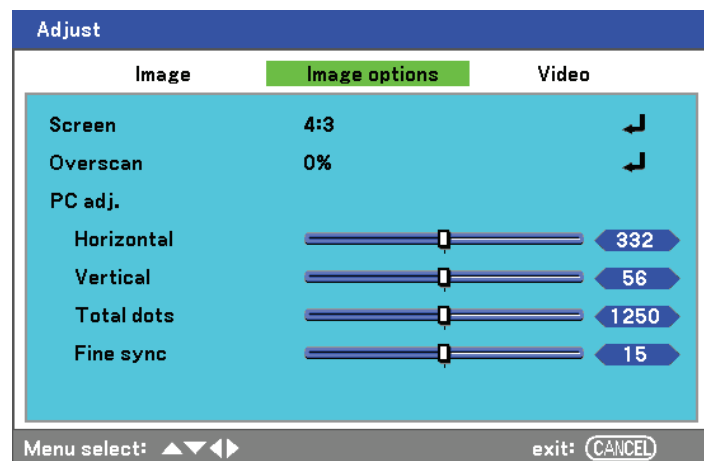 Adjust
Image Image options Video
Screen 4:3
Overscan 0%
PC adj.
Horizontal 332
Vertical 56
Total dots 1250
Fine sync 15
Menu select: ▲▼◀▶ exit: CANCEL